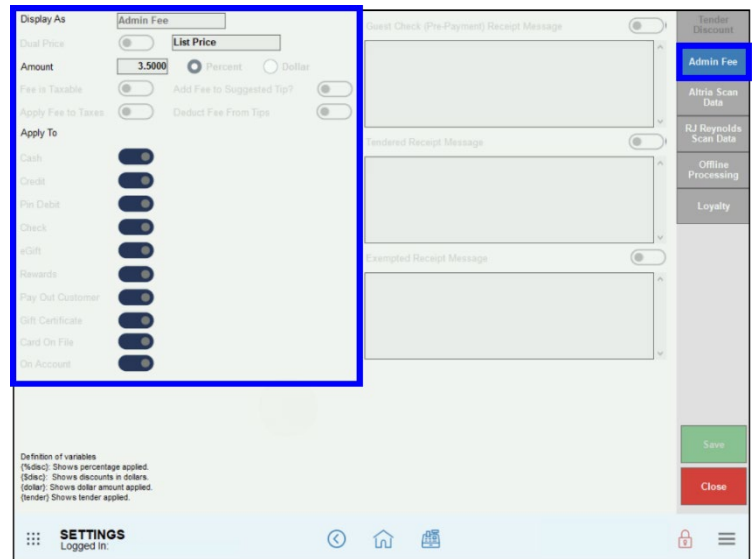 Display As
Admin Fee
Dual Price
List Price
Amount
3.5000
Percent
Dollar
Fee is Taxable
Add Fee to Suggested Tip?
Apply Fee to Taxes
Deduct Fee From Tips
Apply To
Cash
Credit
Pin Debit
Check
eGift
Rewards
Pay Out Customer
Gift Certificate
Card On File
On Account
Guest Check (Pre-Payment) Receipt Message
Tendered Receipt Message
Exempted Receipt Message
Tender
Discount
Admin Fee
Altria Scan
Data
RJ Reynolds
Scan Data
Offline
Processing
Loyalty
Save
Close
Definition of variables
{%disc}: Shows percentage applied.
{$disc}: Shows discounts in dollars.
{dollar}: Shows dollar amount applied.
{tender} Shows tender applied.
SETTINGS
Logged In: